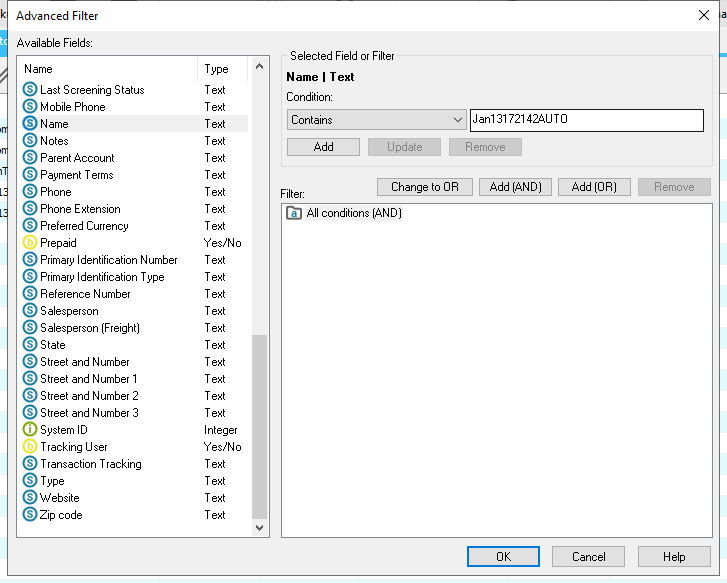 Advanced Filter
Available Fields:
Name Type
Last Screening Status Text
Mobile Phone Text
Name Text
Notes Text
Parent Account Text
Payment Terms Text
Phone Text
Phone Extension Text
Preferred Currency Text
Prepaid Yes/No
Primary Identification Number Text
Primary Identification Type Text
Reference Number Text
Salesperson Text
Salesperson (Freight) Text
State Text
Street and Number Text
Street and Number 1 Text
Street and Number 2 Text
Street and Number 3 Text
System ID Integer
Tracking User Yes/No
Transaction Tracking Text
Type Text
Website Text
Zip code Text
Selected Field or Filter
Name | Text
Condition:
Contains Jan13172142AUTO
Add Update Remove
Filter: Change to OR Add (AND) Add (OR) Remove
All conditions (AND)
OK Cancel Help